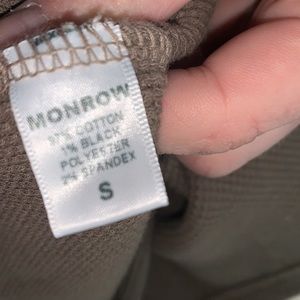 MONROW
97% COTTON
1% BLACK
POLYESTER
2% SPANDEX
S